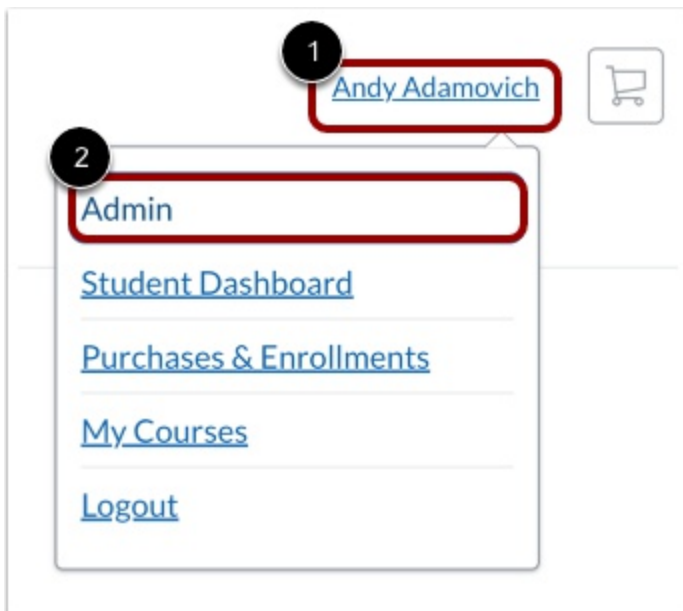 1
Andy Adamovich
2
Admin
Student Dashboard
Purchases & Enrollments
My Courses
Logout